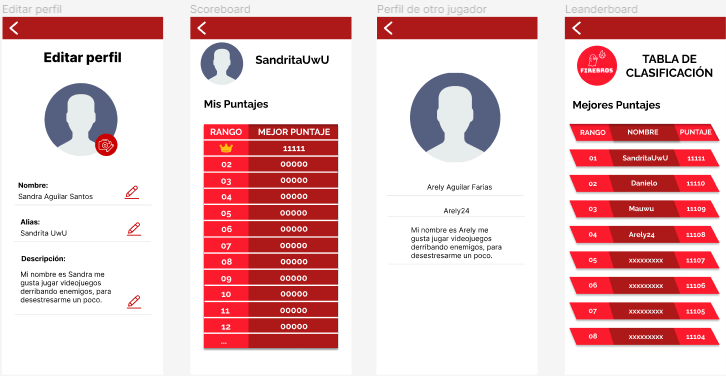 Editar perfil
Editar perfil
Nombre:
Sandra Aguilar Santos
Alias:
Sandrita UwU
Descripción:
Mi nombre es Sandra me
gusta jugar videojuegos
derribando enemigos, para
desestresarme un poco.
Scoreboard
SandritaUwU
Mis Puntajes
RANGO MEJOR PUNTAJE
11111
02 00000
03 00000
04 00000
05 00000
06 00000
07 00000
08 00000
09 00000
10 00000
11 00000
12 00000
...
Perfil de otro jugador
Arely Aguilar Farias
Arely24
Mi nombre es Arely me
gusta jugar videojuegos
derribando enemigos, para
desestresarme un poco.
Leanderboard
FIREBROS
TABLA DE
CLASIFICACIÓN
Mejores Puntajes
RANGO NOMBRE PUNTAJE
01 SandritaUwU 11111
02 Danielo 11110
03 Mauwu 11109
04 Arely24 11108
05 xxxxxxxxx 11107
06 xxxxxxxxx 11106
07 xxxxxxxxx 11105
08 xxxxxxxxx 11104